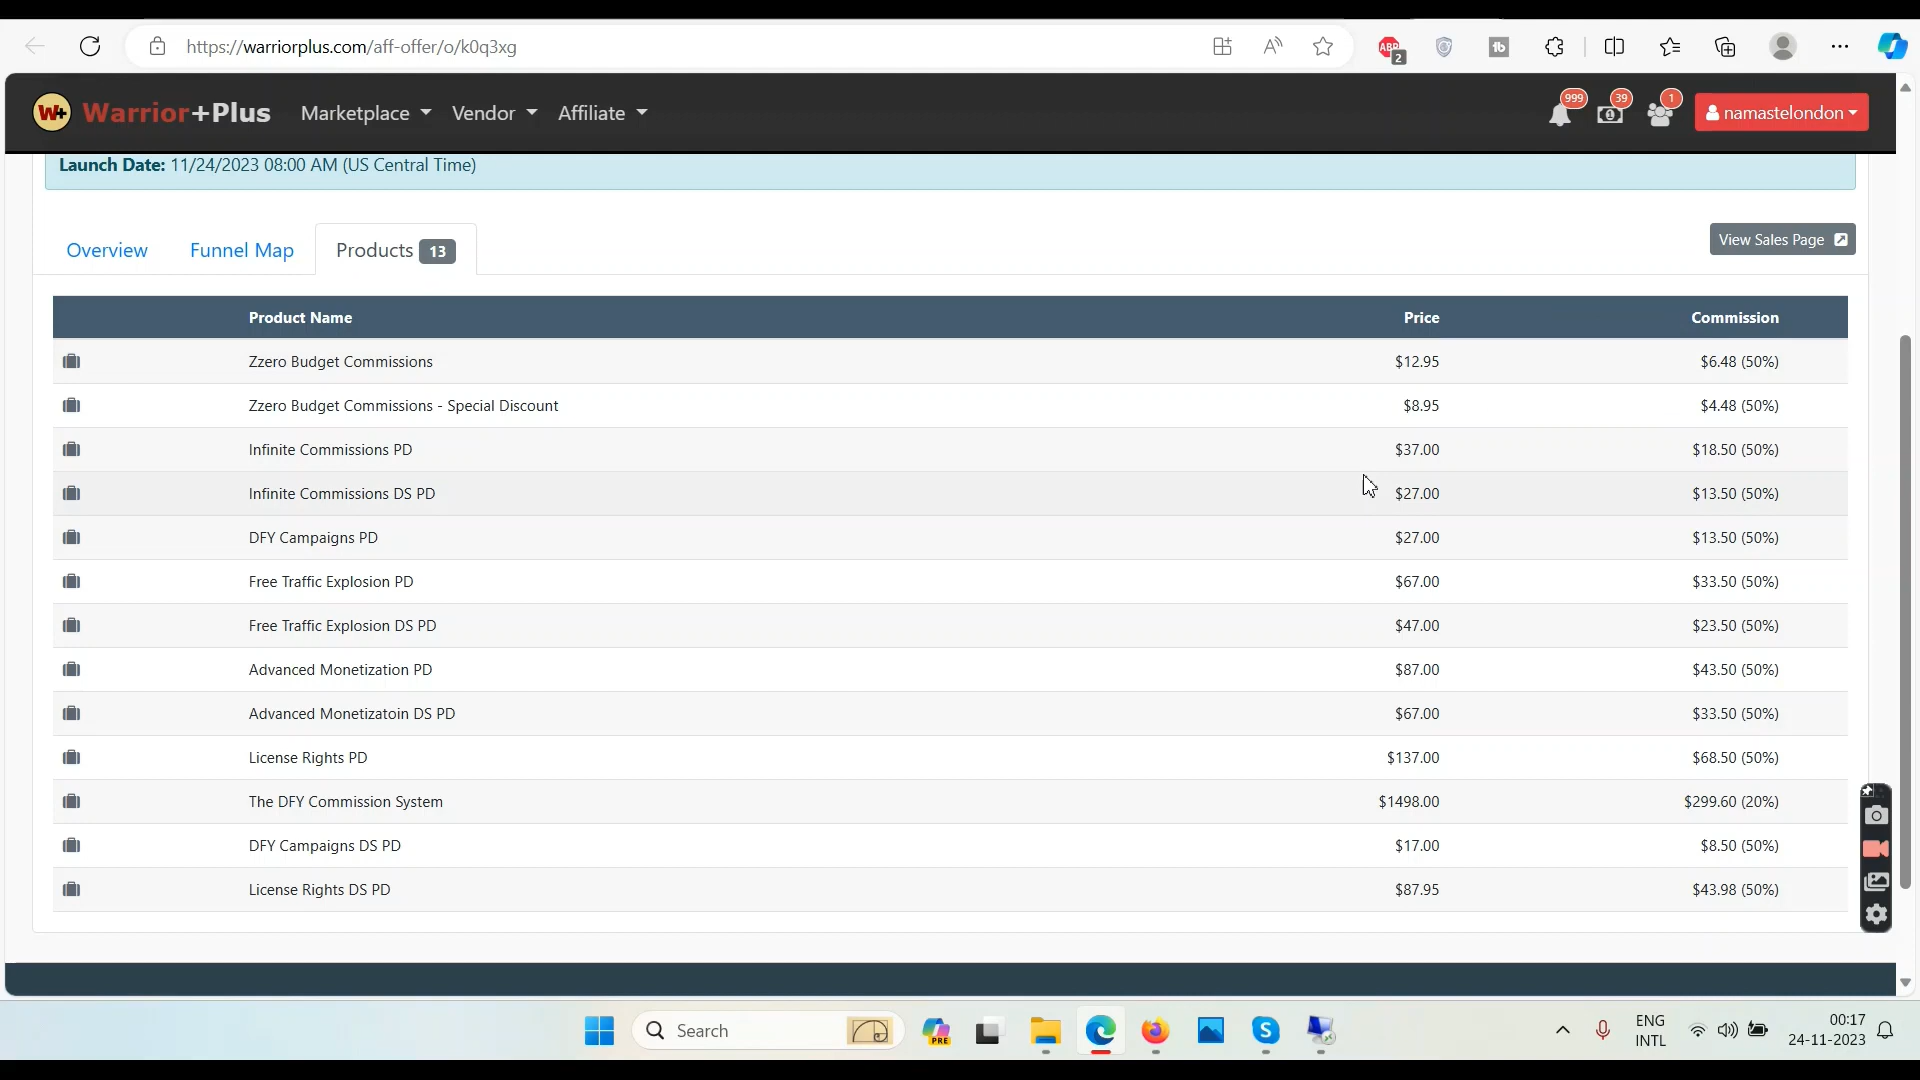 https://warriorplus.com/aff-offer/o/k0q3xg
ABP 2
tb
W+ Warrior+Plus Marketplace Vendor Affiliate 999 39 1 namastelondon
Launch Date: 11/24/2023 08:00 AM (US Central Time)
Overview Funnel Map Products 13 View Sales Page
Product Name Price Commission
Zzero Budget Commissions $12.95 $6.48 (50%)
Zzero Budget Commissions - Special Discount $8.95 $4.48 (50%)
Infinite Commissions PD $37.00 $18.50 (50%)
Infinite Commissions DS PD $27.00 $13.50 (50%)
DFY Campaigns PD $27.00 $13.50 (50%)
Free Traffic Explosion PD $67.00 $33.50 (50%)
Free Traffic Explosion DS PD $47.00 $23.50 (50%)
Advanced Monetization PD $87.00 $43.50 (50%)
Advanced Monetizatoin DS PD $67.00 $33.50 (50%)
License Rights PD $137.00 $68.50 (50%)
The DFY Commission System $1498.00 $299.60 (20%)
DFY Campaigns DS PD $17.00 $8.50 (50%)
License Rights DS PD $87.95 $43.98 (50%)
Search PRE S ENG 00:17
INTL 24-11-2023